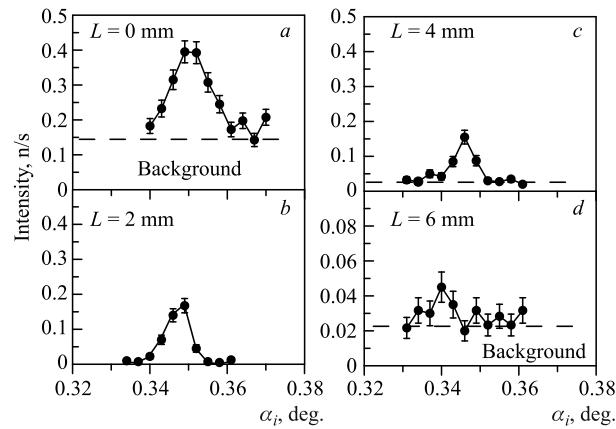 L = 0 mm
a
0.5
0.4
0.3
0.2
0.1
0
Background
L = 4 mm
c
0.5
0.4
0.3
0.2
0.1
0
Intensity, n/s
L = 2 mm
b
0.4
0.3
0.2
0.1
0
0.32
0.34
0.36
0.38
αi, deg.
L = 6 mm
d
0.08
0.06
0.04
0.02
0
Background
0.32
0.34
0.36
0.38
αi, deg.